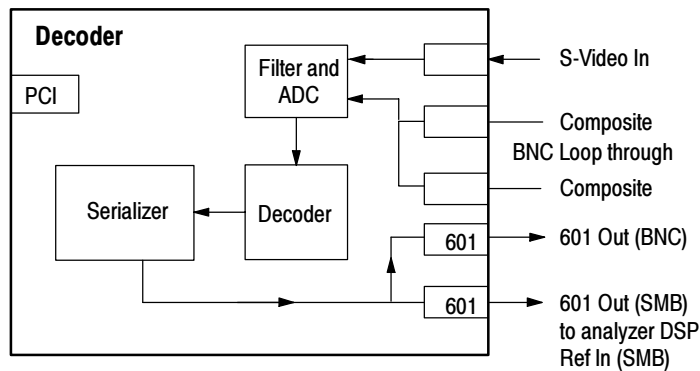 Decoder
PCI
Filter and
ADC
S-Video In
Composite
BNC Loop through
Composite
Serializer
Decoder
601
601 Out (BNC)
601
601 Out (SMB)
to analyzer DSP
Ref In (SMB)